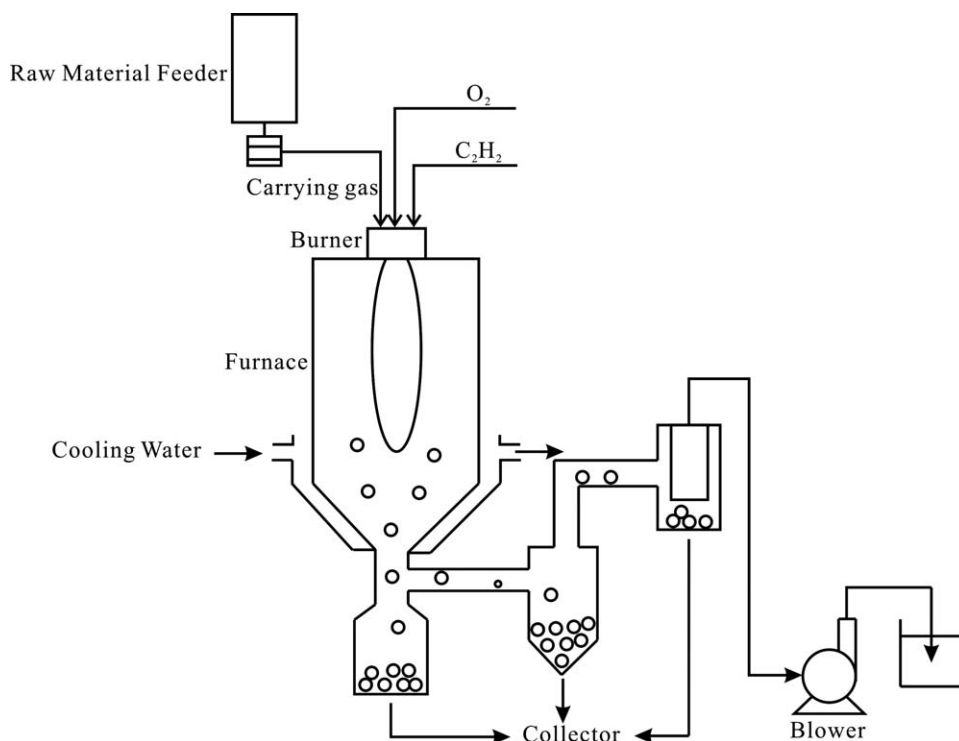 Raw Material Feeder
O₂
C₂H₂
Carrying gas
Burner
Furnace
Cooling Water
Collector
Blower